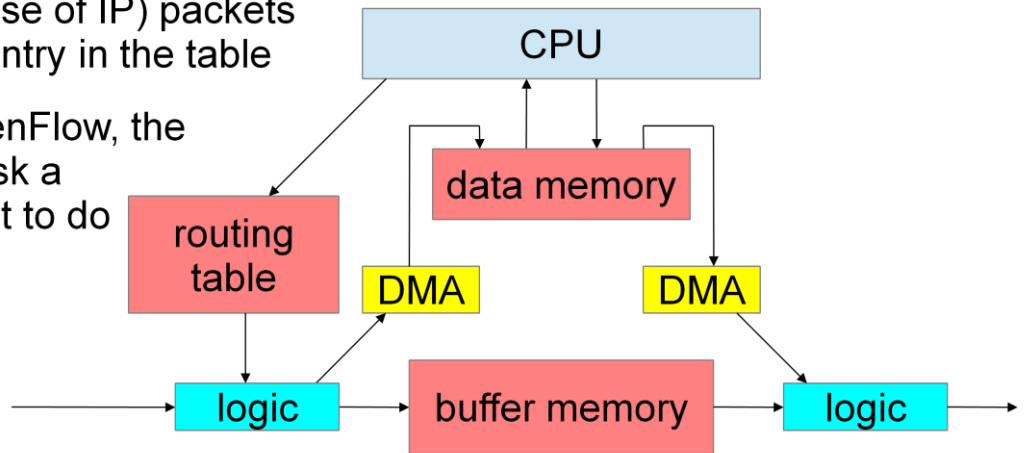 se of IP) packets
ntry in the table
enFlow, the
sk a
t to do
CPU
data memory
routing
table
DMA
DMA
logic
buffer memory
logic